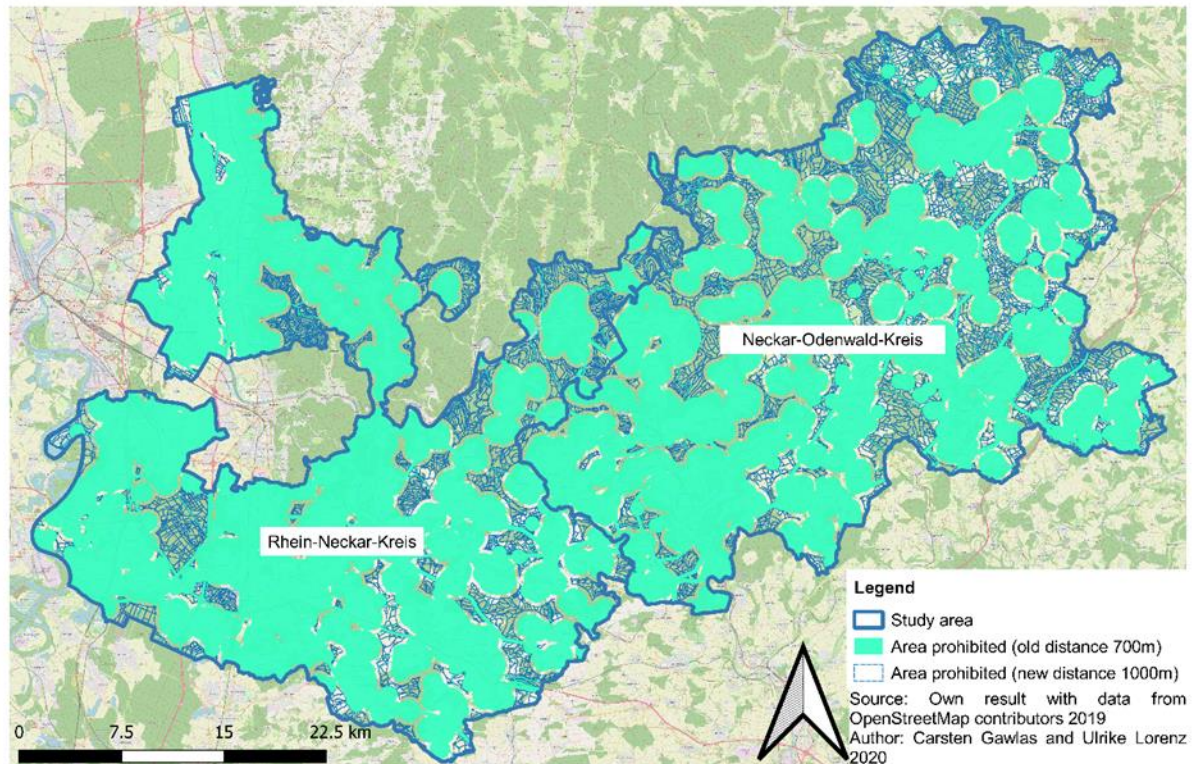 Neckar-Odenwald-Kreis
Rhein-Neckar-Kreis
Legend
Study area
Area prohibited (old distance 700m)
Area prohibited (new distance 1000m)
Source: Own result with data from
OpenStreetMap contributors 2019
Author: Carsten Gawlas and Ulrike Lorenz
2020
0 7.5 15 22.5 km